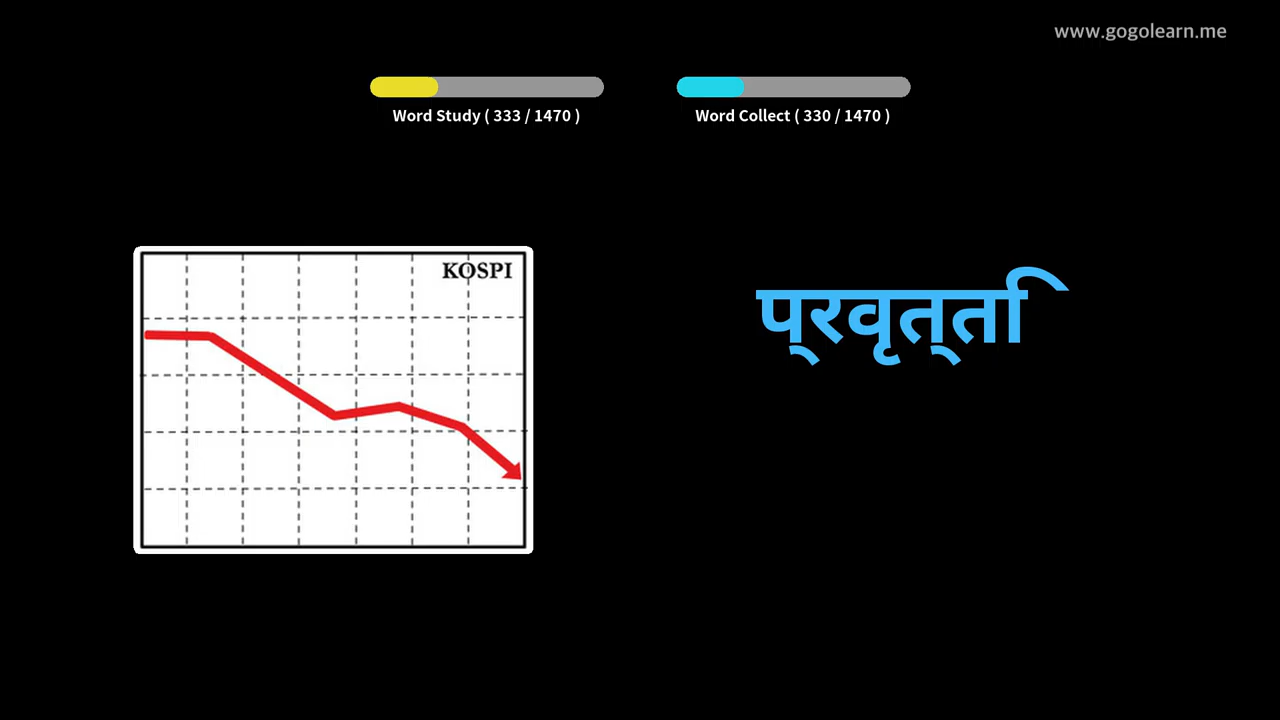 www.gogolearn.me
Word Study ( 333 / 1470 )
Word Collect ( 330 / 1470 )
KOSPI
प्रवृत्ति